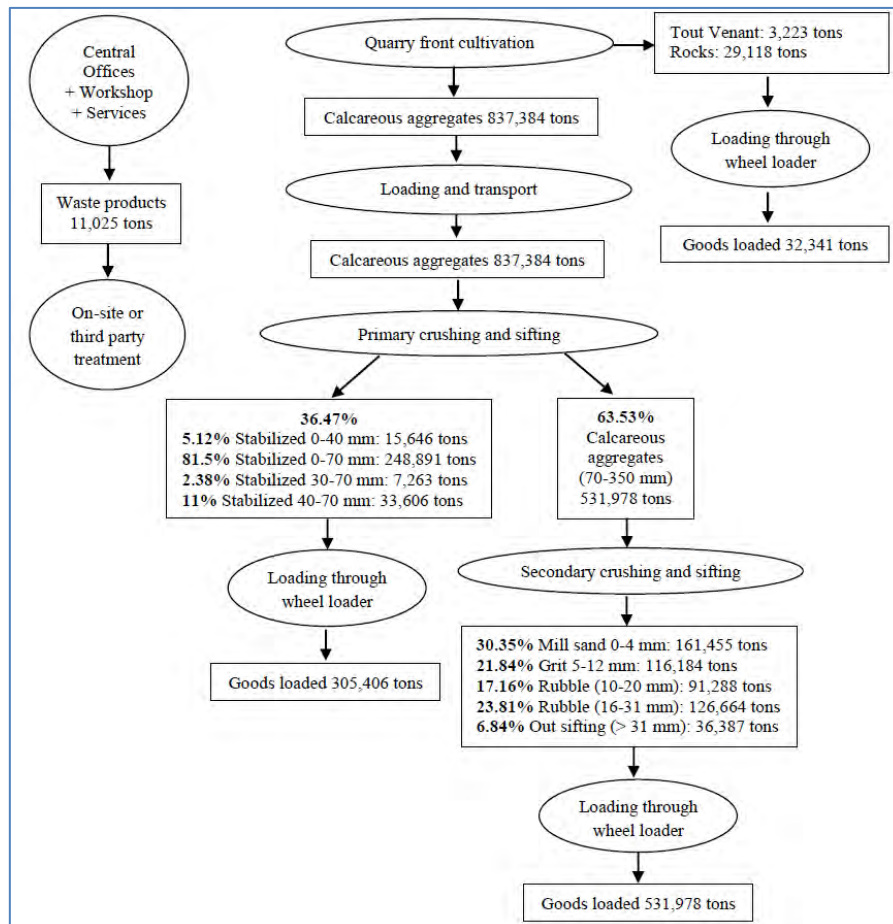 Central
Offices
+ Workshop
+ Services
Waste products
11,025 tons
On-site or
third party
treatment
Quarry front cultivation
Tout Venant: 3,223 tons
Rocks: 29,118 tons
Loading through
wheel loader
Goods loaded 32,341 tons
Calcareous aggregates 837,384 tons
Loading and transport
Calcareous aggregates 837,384 tons
Primary crushing and sifting
36.47%
5.12% Stabilized 0-40 mm: 15,646 tons
81.5% Stabilized 0-70 mm: 248,891 tons
2.38% Stabilized 30-70 mm: 7,263 tons
11% Stabilized 40-70 mm: 33,606 tons
Loading through
wheel loader
Goods loaded 305,406 tons
63.53%
Calcareous
aggregates
(70-350 mm)
531,978 tons
Secondary crushing and sifting
30.35% Mill sand 0-4 mm: 161,455 tons
21.84% Grit 5-12 mm: 116,184 tons
17.16% Rubble (10-20 mm): 91,288 tons
23.81% Rubble (16-31 mm): 126,664 tons
6.84% Out sifting (> 31 mm): 36,387 tons
Loading through
wheel loader
Goods loaded 531,978 tons